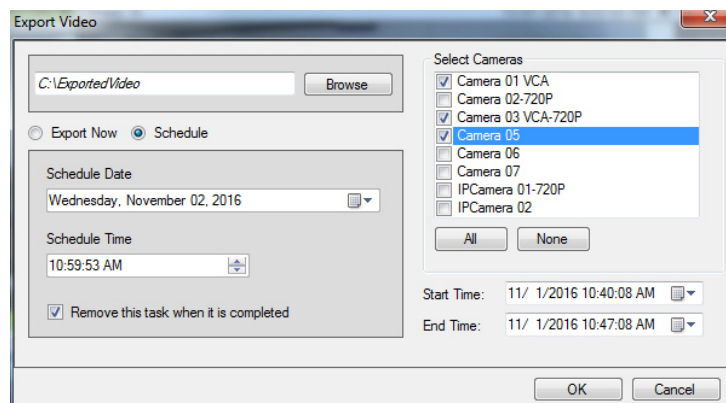 Export Video
C:\ExportedVideo
Browse
Export Now
Schedule
Schedule Date
Wednesday, November 02, 2016
Schedule Time
10:59:53 AM
Remove this task when it is completed
Select Cameras
Camera 01 VCA
Camera 02-720P
Camera 03 VCA-720P
Camera 05
Camera 06
Camera 07
IPCamera 01-720P
IPCamera 02
All
None
Start Time: 11/ 1/2016 10:40:08 AM
End Time: 11/ 1/2016 10:47:08 AM
OK
Cancel